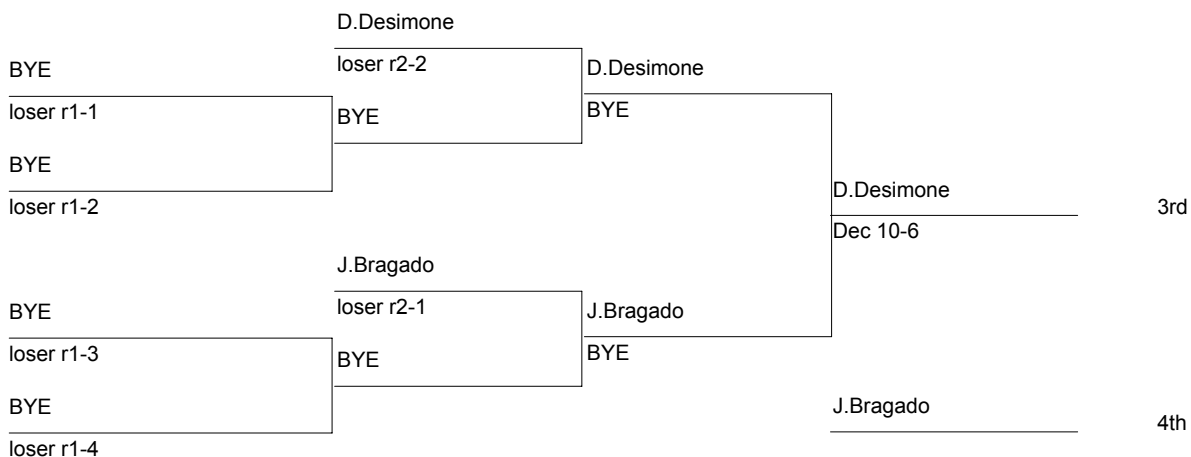 D.Desimone
BYE
loser r2-2
D.Desimone
loser r1-1
BYE
BYE
BYE
loser r1-2
D.Desimone
3rd
Dec 10-6
J.Bragado
BYE
loser r2-1
J.Bragado
loser r1-3
BYE
BYE
BYE
J.Bragado
4th
loser r1-4